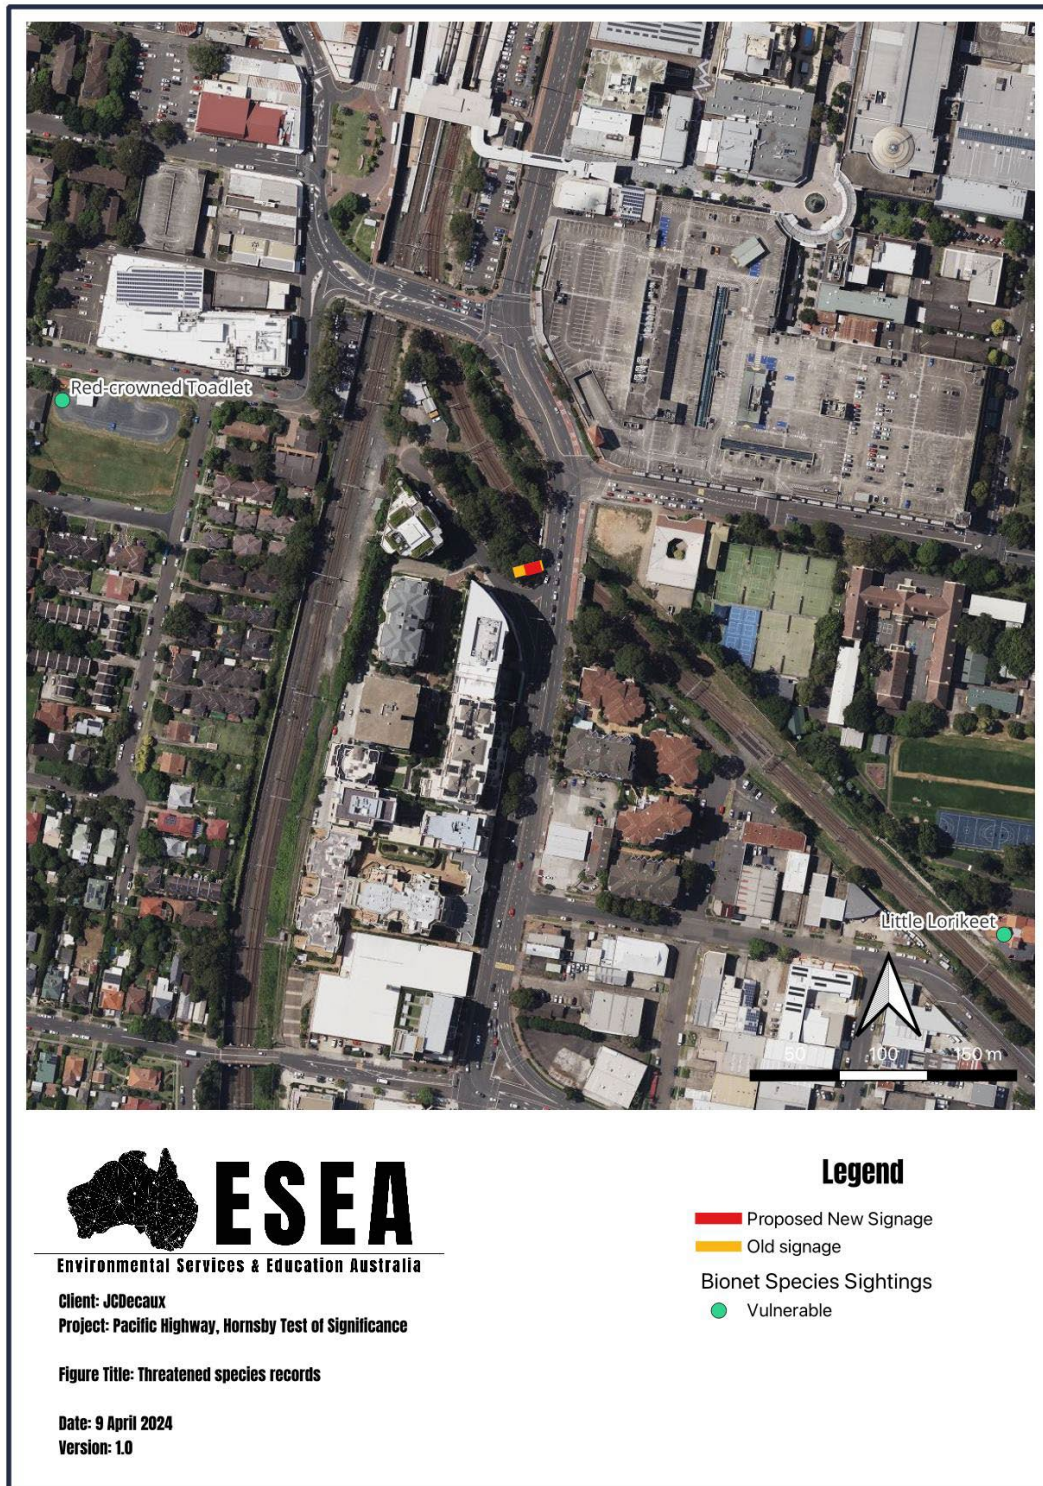 Red-crowned Toadlet
Little Lorikeet
50 100 150 m
ESEA
Environmental Services & Education Australia
Client: JCDecaux
Project: Pacific Highway, Hornsby Test of Significance
Figure Title: Threatened species records
Date: 9 April 2024
Version: 1.0
Legend
Proposed New Signage
Old signage
Bionet Species Sightings
Vulnerable